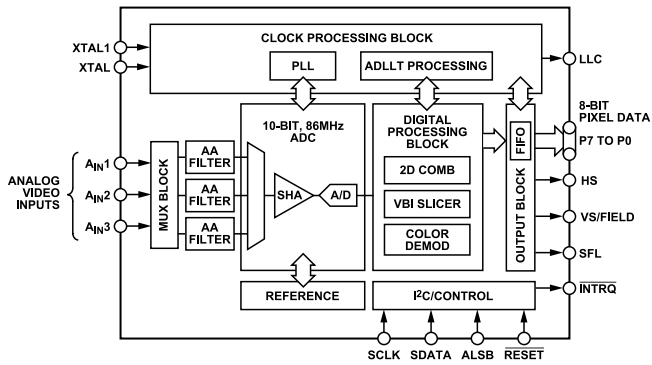 CLOCK PROCESSING BLOCK
XTAL1
XTAL
PLL
ADLLT PROCESSING
LLC
10-BIT, 86MHz
ADC
DIGITAL
PROCESSING
BLOCK
FIFO
OUTPUT BLOCK
8-BIT
PIXEL DATA
P7 TO P0
ANALOG
VIDEO
INPUTS
AIN1
AIN2
AIN3
MUX BLOCK
AA
FILTER
AA
FILTER
AA
FILTER
SHA
A/D
2D COMB
VBI SLICER
COLOR
DEMOD
HS
VS/FIELD
SFL
REFERENCE
I2C/CONTROL
INTRQ
SCLK
SDATA
ALSB
RESET